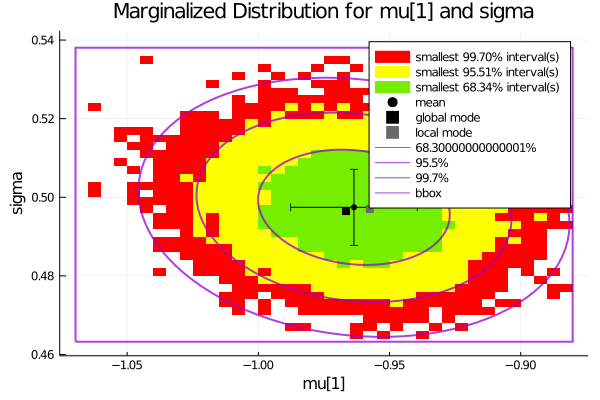 Marginalized Distribution for mu[1] and sigma
0.54
0.52
0.50
0.48
0.46
sigma
smallest 99.70% interval(s)
smallest 95.51% interval(s)
smallest 68.34% interval(s)
mean
global mode
local mode
68.30000000000001%
95.5%
99.7%
bbox
−1.05
−1.00
−0.95
−0.90
mu[1]